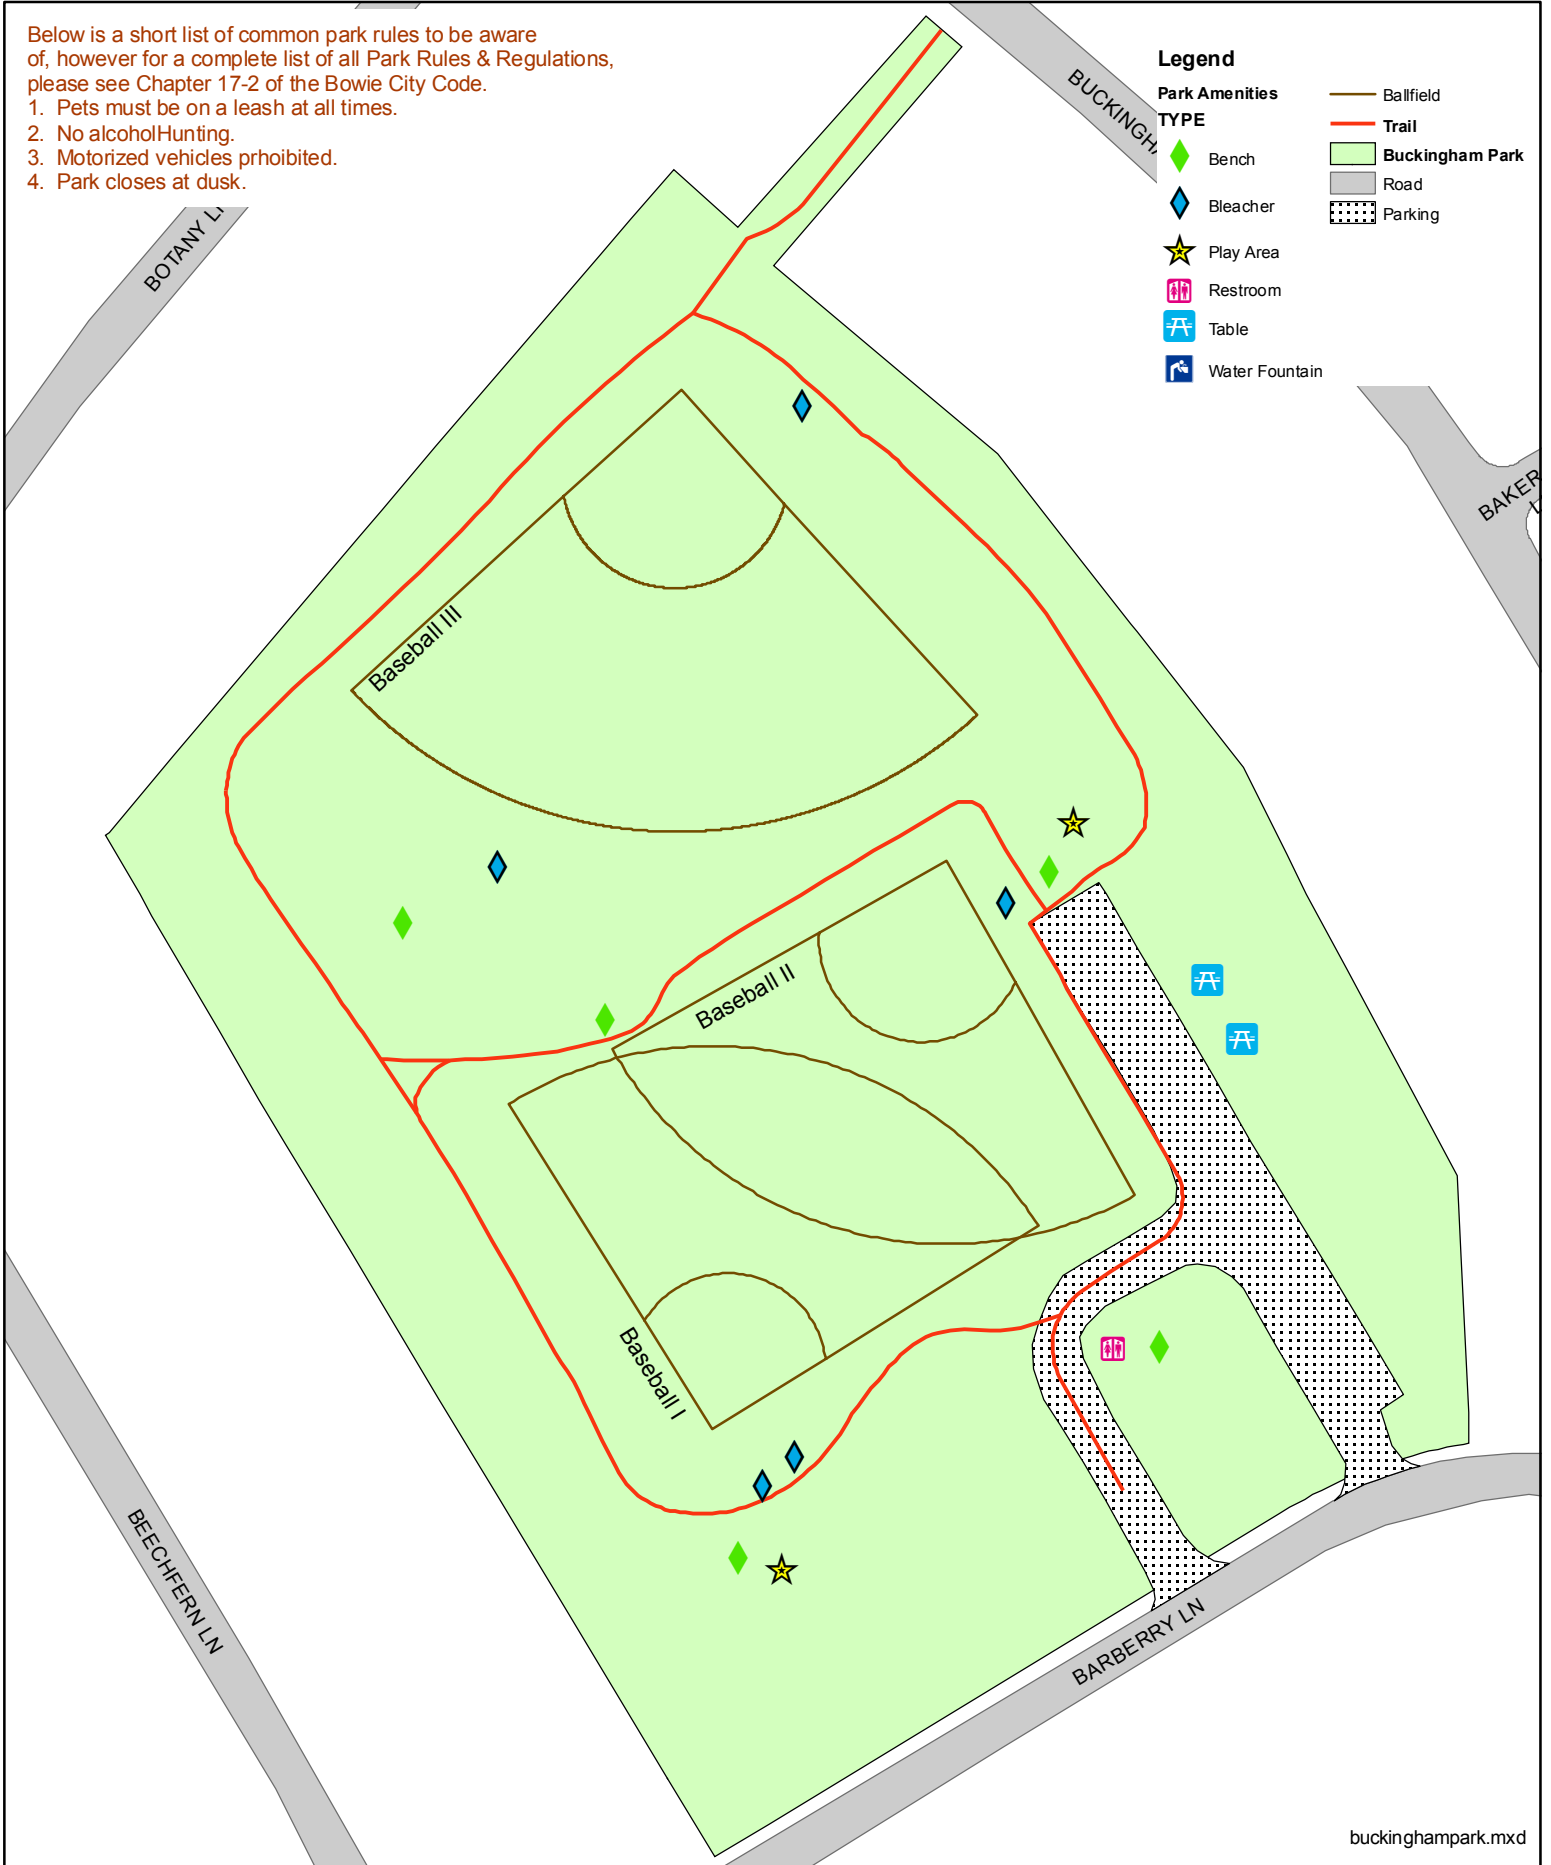 Below is a short list of common park rules to be aware
of, however for a complete list of all Park Rules & Regulations,
please see Chapter 17-2 of the Bowie City Code.
1. Pets must be on a leash at all times.
2. No alcoholHunting.
3. Motorized vehicles prhoibited.
4. Park closes at dusk.
Legend
Park Amenities
TYPE
Bench
Bleacher
Play Area
Restroom
Table
Water Fountain
Ballfield
Trail
Buckingham Park
Road
Parking
BUCKINGHA
BOTANY L
BAKER
Baseball III
Baseball II
Baseball I
BEECHFERN LN
BARBERRY LN
buckinghampark.mxd